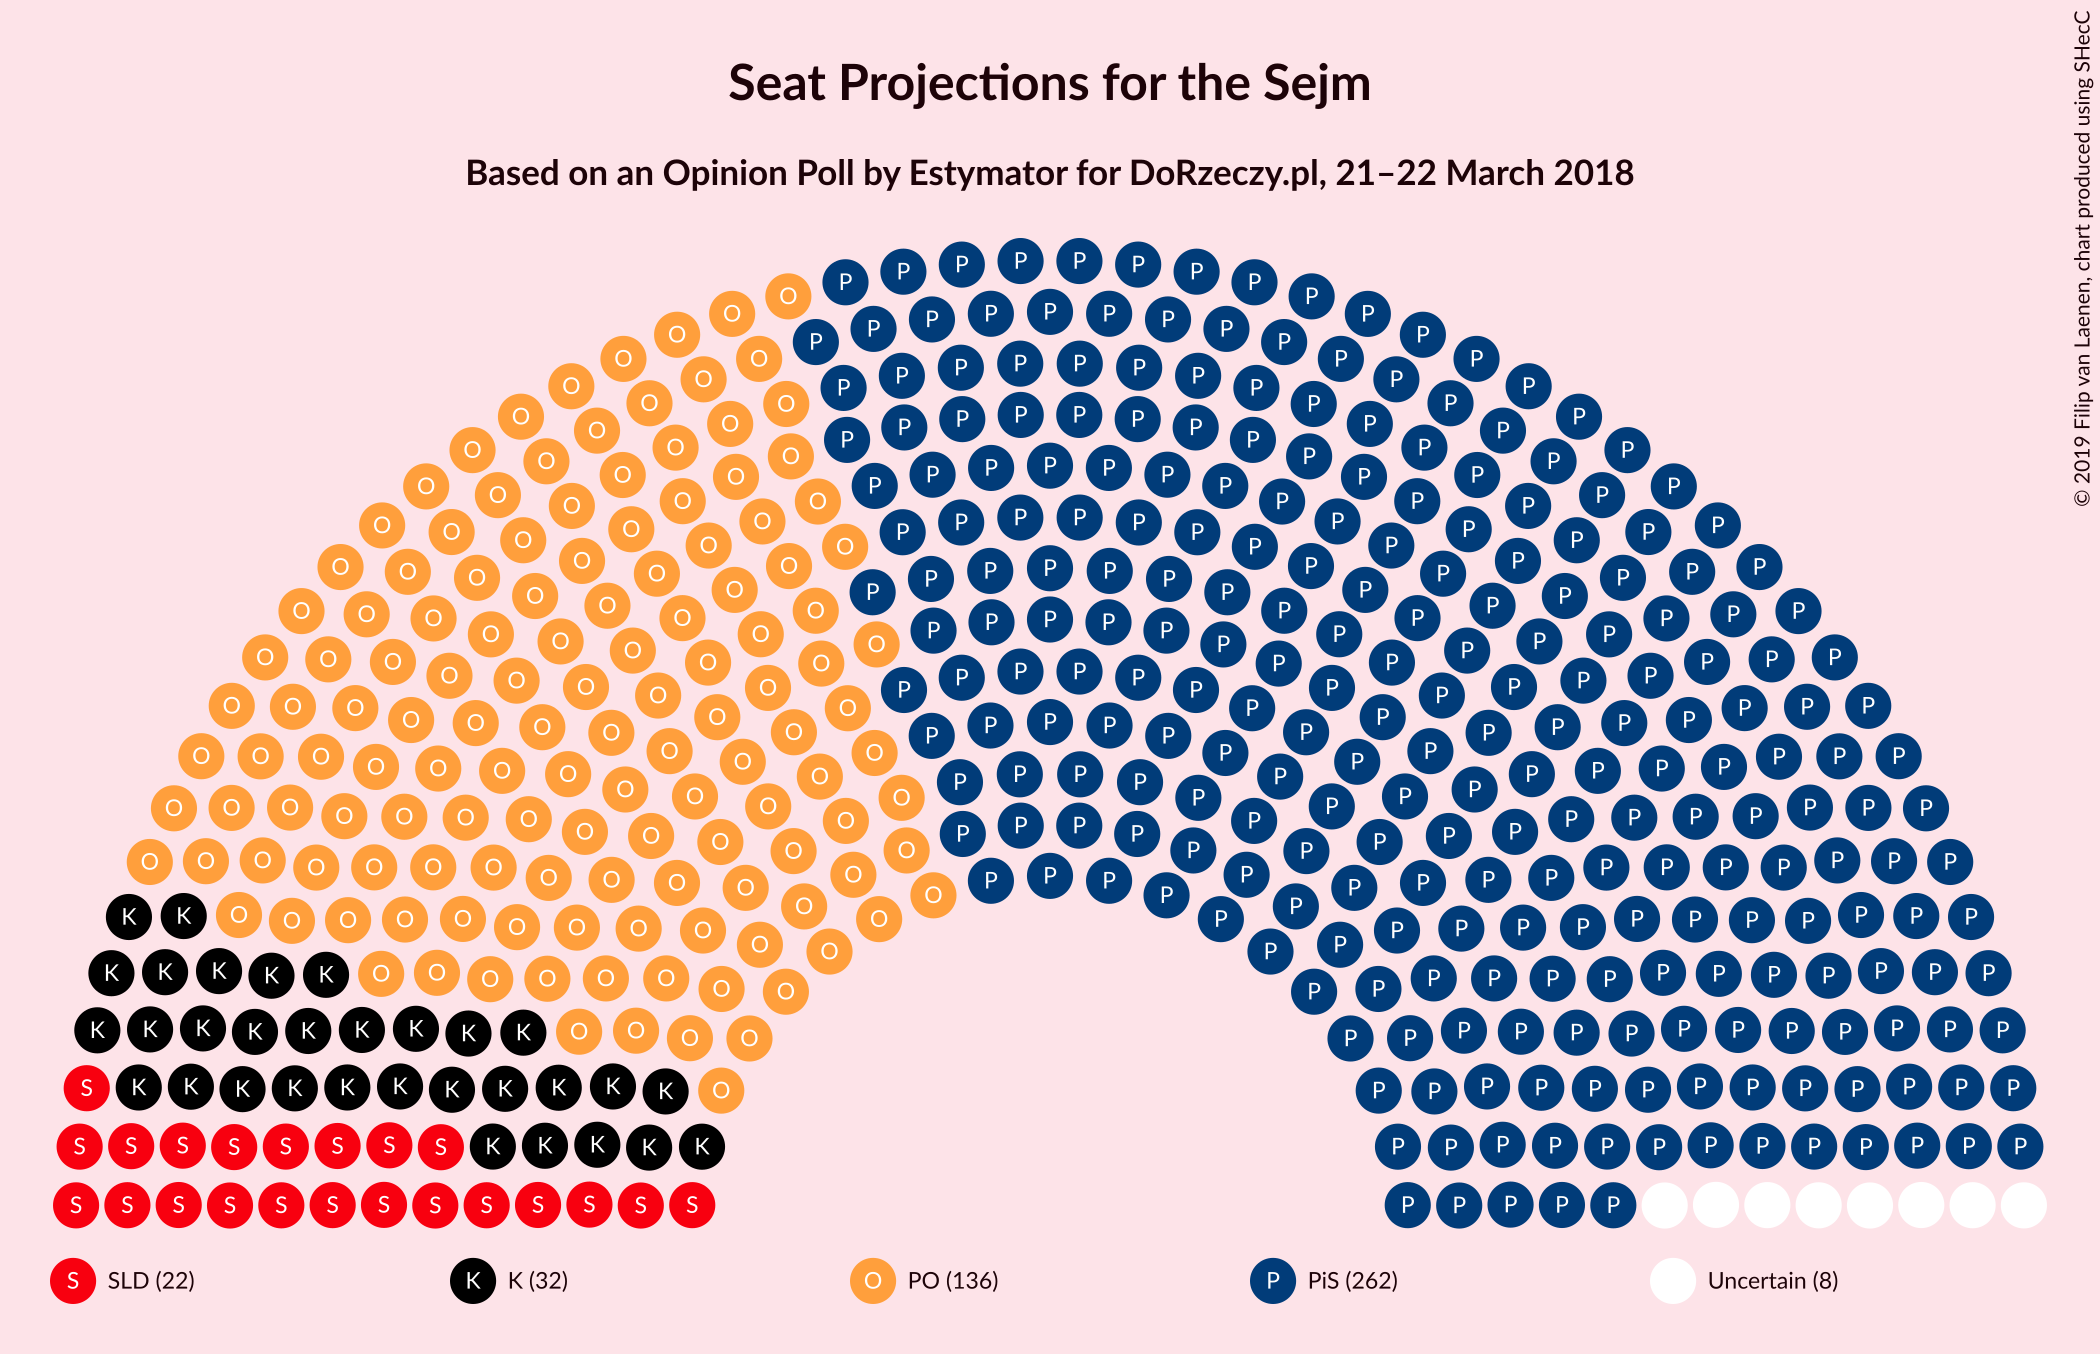 Seat Projections for the Sejm
Based on an Opinion Poll by Estymator for DoRzeczy.pl, 21–22 March 2018
© 2019 Filip van Laenen, chart produced using SHecC
S SLD (22)
K K (32)
O PO (136)
P PiS (262)
Uncertain (8)